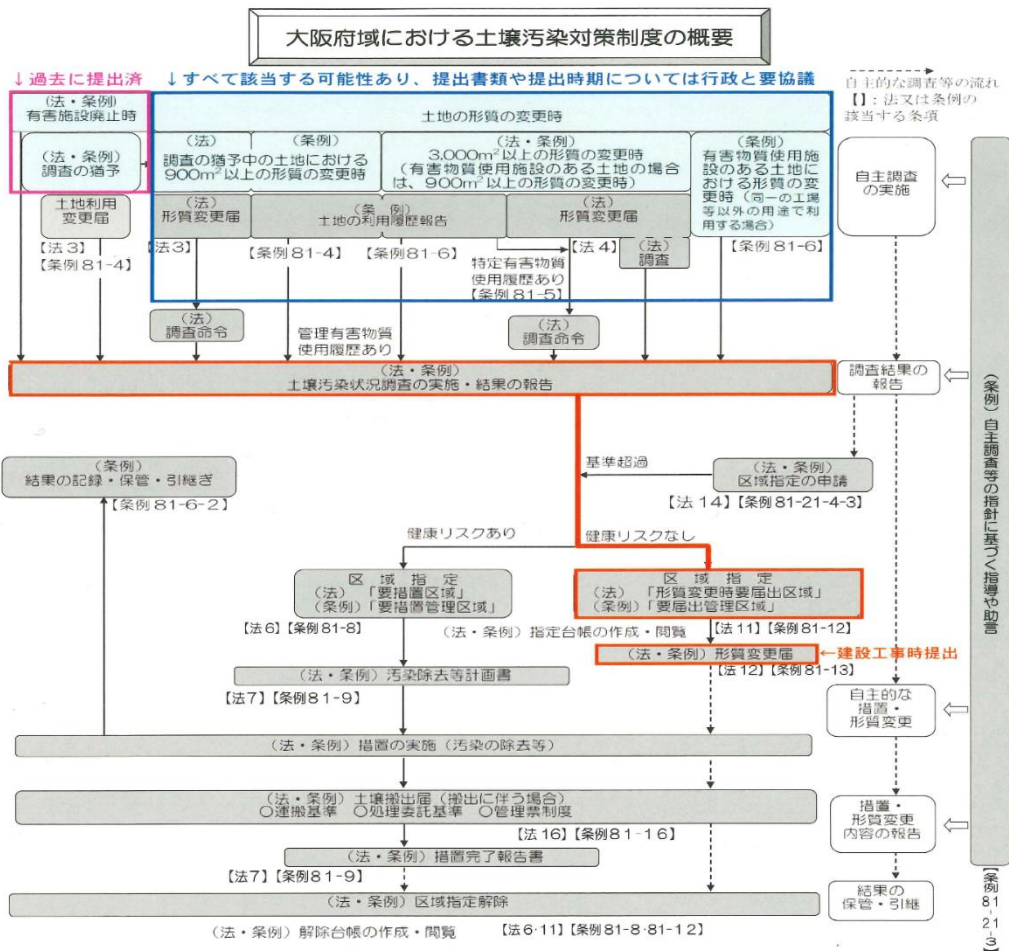 大阪府域における土壌汚染対策制度の概要
↓過去に提出済
↓すべて該当する可能性あり、提出書類や提出時期については行政と要協議
自主的な調査等の流れ
【】：法又は条例の
該当する条項
(法・条例)
有害施設廃止時
土地の形質の変更時
(法・条例)
調査の猶予
(法)
(条例)
調査の猶予中の土地における
900m²以上の形質の変更時
(法・条例)
3,000m²以上の形質の変更時
(有害物質使用施設のある土地の場合
は、900m²以上の形質の変更時)
(条例)
有害物質使用施
設のある土地に
おける形質の変
更時（同一の工場
等以外の用途で利
用する場合）
自主調査
の実施
土地利用
変更届
(法)
形質変更届
(条　例)
土地の利用履歴報告
(法)
形質変更届
【法3】
【条例81-4】
【法3】
【条例81-4】
【条例81-6】
特定有害物質
使用履歴あり
【条例81-5】
【法4】
(法)
調査
【条例81-6】
(法)
調査命令
管理有害物質
使用履歴あり
(法)
調査命令
(法・条例)
土壌汚染状況調査の実施・結果の報告
調査結果の
報告
(条例)自主調査等の指針に基づく指導や助言
(条例)
結果の記録・保管・引継ぎ
【条例81-6-2】
基準超過
(法・条例)
区域指定の申請
【法14】【条例81-21-4-3】
健康リスクあり
健康リスクなし
区　域　指　定
(法)「要措置区域」
(条例)「要措置管理区域」
区　域　指　定
(法)「形質変更時要届出区域」
(条例)「要届出管理区域」
【法6】【条例81-8】
(法・条例)指定台帳の作成・閲覧
【法11】【条例81-12】
(法・条例)形質変更届
←建設工事時提出
【法12】【条例81-13】
(法・条例)汚染除去等計画書
【法7】【条例81-9】
自主的な
措置・
形質変更
(法・条例)措置の実施(汚染の除去等)
(法・条例)土壌搬出届(搬出に伴う場合)
○運搬基準　○処理委託基準　○管理票制度
【法16】【条例81-16】
措置・
形質変更
内容の報告
(法・条例)措置完了報告書
【法7】【条例81-9】
(法・条例)区域指定解除
結果の
保管・引継
【条例81-21-3】
(法・条例)解除台帳の作成・閲覧
【法6･11】【条例81-8･81-12】